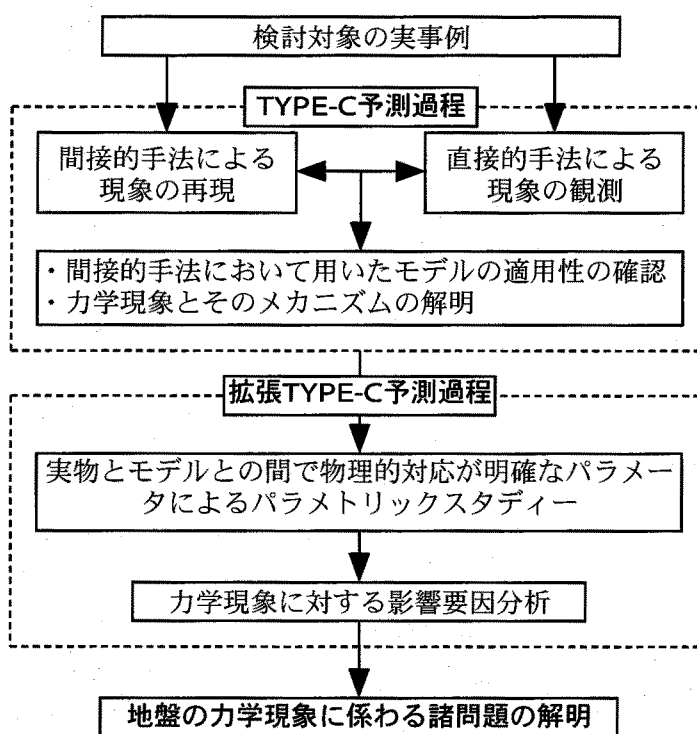 検討対象の実事例
TYPE-C予測過程
間接的手法による
現象の再現
直接的手法による
現象の観測
・間接的手法において用いたモデルの適用性の確認
・力学現象とそのメカニズムの解明
拡張TYPE-C予測過程
実物とモデルとの間で物理的対応が明確なパラメー
タによるパラメトリックスタディー
力学現象に対する影響要因分析
地盤の力学現象に係わる諸問題の解明